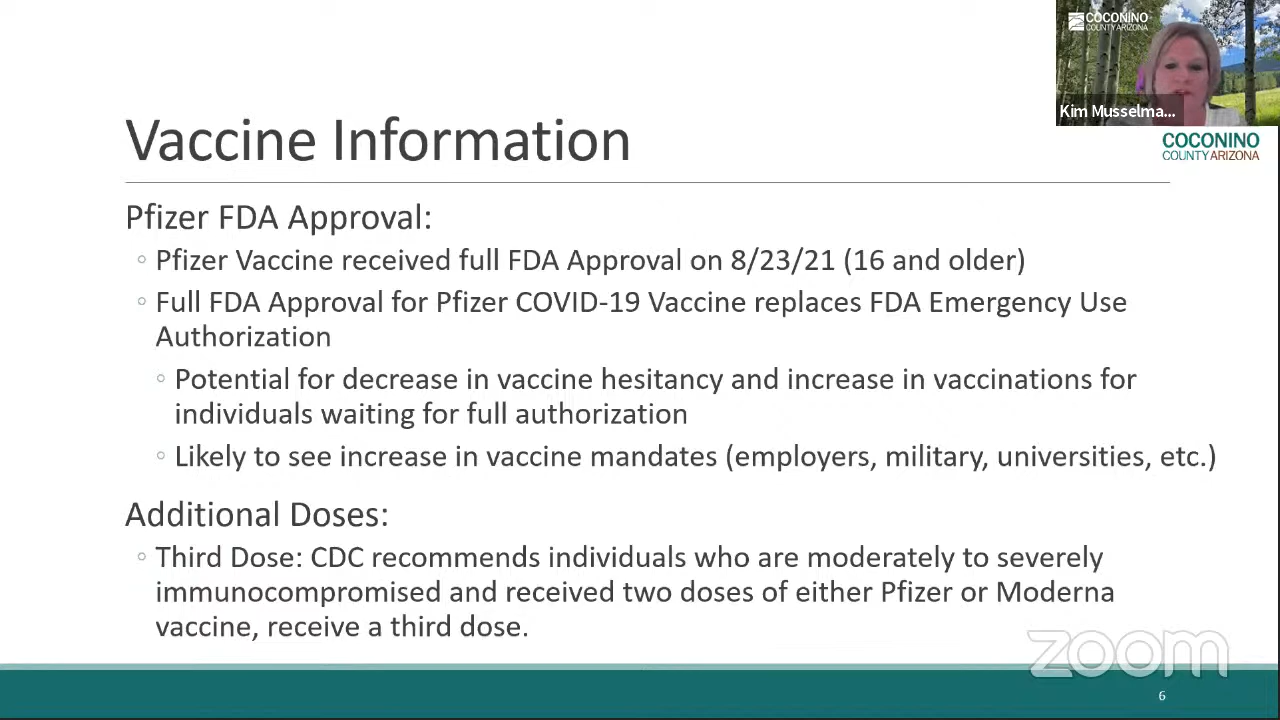 COCONINO
COUNTY ARIZONA
Kim Musselma...
COCONINO
COUNTY ARIZONA
Vaccine Information
Pfizer FDA Approval:
◦ Pfizer Vaccine received full FDA Approval on 8/23/21 (16 and older)
◦ Full FDA Approval for Pfizer COVID-19 Vaccine replaces FDA Emergency Use
Authorization
◦ Potential for decrease in vaccine hesitancy and increase in vaccinations for
individuals waiting for full authorization
◦ Likely to see increase in vaccine mandates (employers, military, universities, etc.)
Additional Doses:
◦ Third Dose: CDC recommends individuals who are moderately to severely
immunocompromised and received two doses of either Pfizer or Moderna
vaccine, receive a third dose.
zoom
6